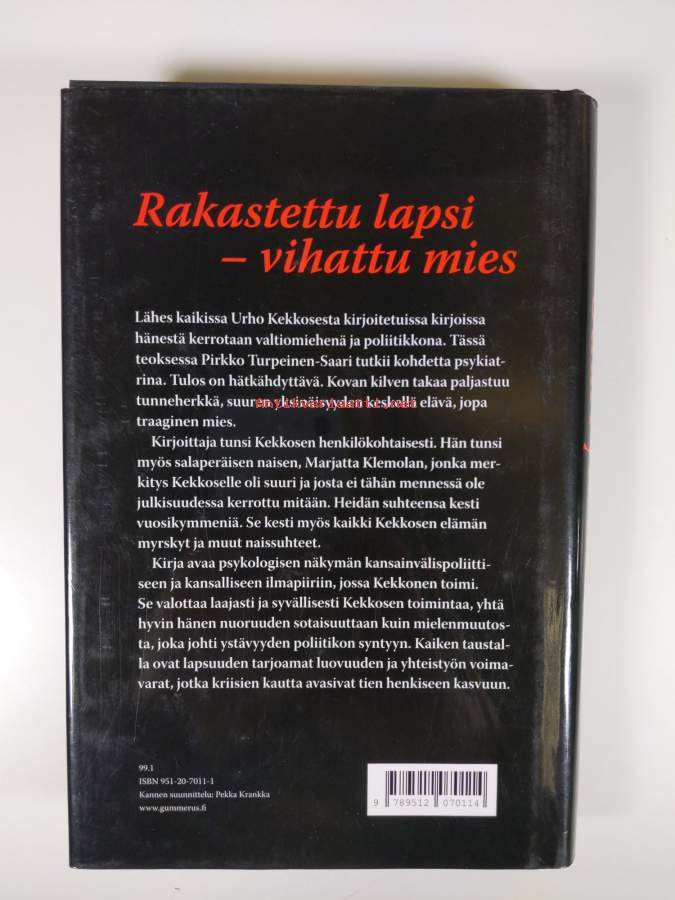 Rakastettu lapsi
– vihattu mies
Lähes kaikissa Urho Kekkosesta kirjoitetuissa kirjoissa
hänestä kerrotaan valtiomiehenä ja poliitikkona. Tässä
teoksessa Pirkko Turpeinen-Saari tutkii kohdetta psykiat-
rina. Tulos on hätkähdyttävä. Kovan kilven takaa paljastuu
tunneherkkä, suuren yksinäisyyden keskellä elävä, jopa
traaginen mies.
Kirjoittaja tunsi Kekkosen henkilökohtaisesti. Hän tunsi
myös salaperäisen naisen, Marjatta Klemolan, jonka mer-
kitys Kekkoselle oli suuri ja josta ei tähän mennessä ole
julkisuudessa kerrottu mitään. Heidän suhteensa kesti
vuosikymmeniä. Se kesti myös kaikki Kekkosen elämän
myrskyt ja muut naissuhteet.
Kirja avaa psykologisen näkymän kansainvälispoliitti-
seen ja kansalliseen ilmapiiriin, jossa Kekkonen toimi.
Se valottaa laajasti ja syvällisesti Kekkosen toimintaa, yhtä
hyvin hänen nuoruuden sotaisuuttaan kuin mielenmuutos-
ta, joka johti ystävyyden poliitikon syntyyn. Kaiken taustal-
la ovat lapsuuden tarjoamat luovuuden ja yhteistyön voima-
varat, jotka kriisien kautta avasivat tien henkiseen kasvuun.
99.1
ISBN 951-20-7011-1
Kannen suunnittelu: Pekka Krankka
www.gummerus.fi
9 789512 070114